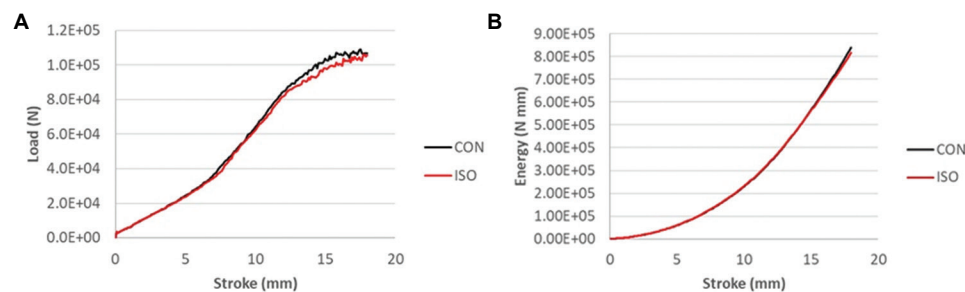 A
1.2E+05
1.0E+05
8.0E+04
6.0E+04
4.0E+04
2.0E+04
0.0E+00
Load (N)
0 5 10 15 20
Stroke (mm)
CON
ISO
B
9.00E+05
8.00E+05
7.00E+05
6.00E+05
5.00E+05
4.00E+05
3.00E+05
2.00E+05
1.00E+05
0.00E+00
Energy (N mm)
0 5 10 15 20
Stroke (mm)
CON
ISO